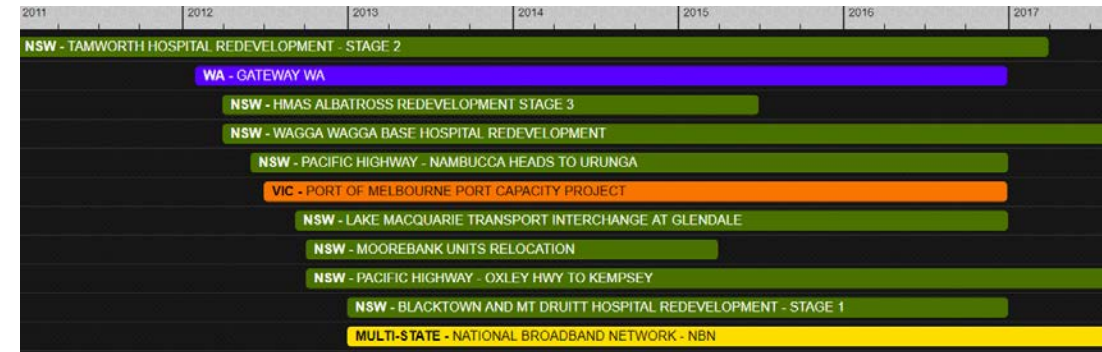 2011 2012 2013 2014 2015 2016 2017
NSW - TAMWORTH HOSPITAL REDEVELOPMENT - STAGE 2
WA - GATEWAY WA
NSW - HMAS ALBATROSS REDEVELOPMENT STAGE 3
NSW - WAGGA WAGGA BASE HOSPITAL REDEVELOPMENT
NSW - PACIFIC HIGHWAY - NAMBUCCA HEADS TO URUNGA
VIC - PORT OF MELBOURNE PORT CAPACITY PROJECT
NSW - LAKE MACQUARIE TRANSPORT INTERCHANGE AT GLENDALE
NSW - MOOREBANK UNITS RELOCATION
NSW - PACIFIC HIGHWAY - OXLEY HWY TO KEMPSEY
NSW - BLACKTOWN AND MT DRUITT HOSPITAL REDEVELOPMENT - STAGE 1
MULTI-STATE - NATIONAL BROADBAND NETWORK - NBN